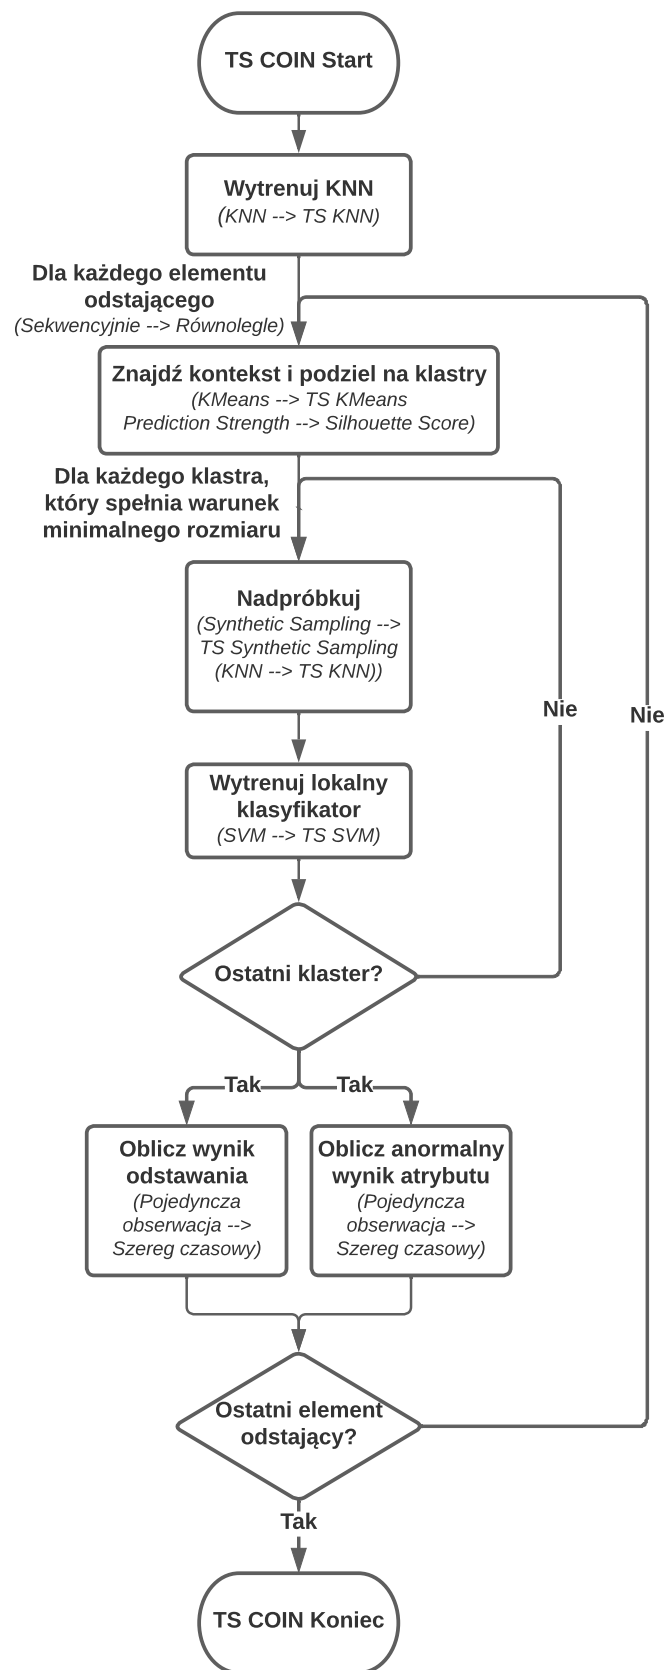 TS COIN Start
Wytrenuj KNN
(KNN --> TS KNN)
Dla każdego elementu
odstającego
(Sekwencyjnie --> Równolegle)
Znajdź kontekst i podziel na klastry
(KMeans --> TS KMeans
Prediction Strength --> Silhouette Score)
Dla każdego klastra,
który spełnia warunek
minimalnego rozmiaru
Nadpróbkuj
(Synthetic Sampling -->
TS Synthetic Sampling
(KNN --> TS KNN))
Nie
Nie
Wytrenuj lokalny
klasyfikator
(SVM --> TS SVM)
Ostatni klaster?
Tak
Tak
Oblicz wynik
odstawania
(Pojedyncza
obserwacja -->
Szereg czasowy)
Oblicz anormalny
wynik atrybutu
(Pojedyncza
obserwacja -->
Szereg czasowy)
Ostatni element
odstający?
Tak
TS COIN Koniec